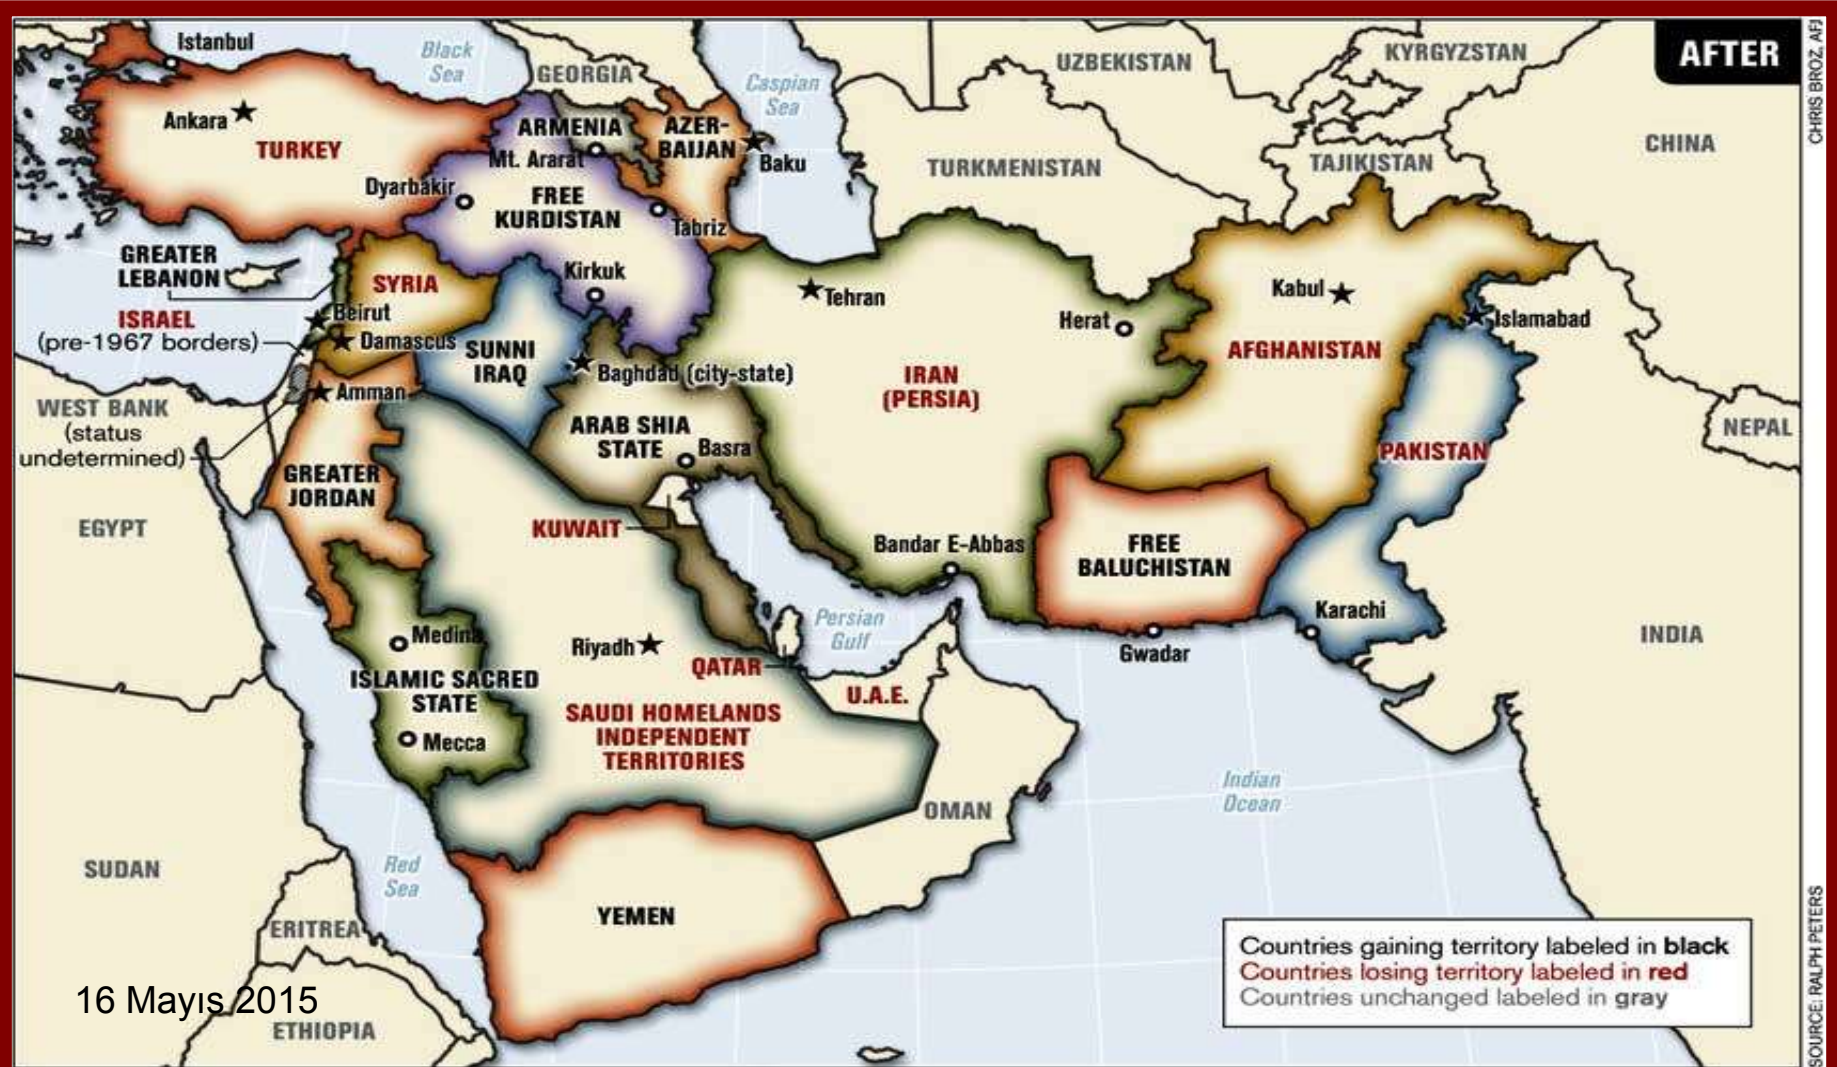 AFTER
CHRIS BROZ, AFJ
Istanbul
Black
Sea
GEORGIA
Caspian
Sea
UZBEKISTAN
KYRGYZSTAN
Ankara
TURKEY
ARMENIA
Mt. Ararat
AZER-
BAIJAN
Baku
TURKMENISTAN
TAJIKISTAN
CHINA
Dyarbakir
FREE
KURDISTAN
Tabriz
GREATER
LEBANON
SYRIA
Kirkuk
Tehran
Herat
Kabul
Islamabad
ISRAEL
(pre-1967 borders)
Beirut
Damascus
SUNNI
IRAQ
Baghdad (city-state)
IRAN
(PERSIA)
AFGHANISTAN
Amman
WEST BANK
(status
undetermined)
ARAB SHIA
STATE
Basra
PAKISTAN
NEPAL
GREATER
JORDAN
EGYPT
KUWAIT
Bandar E-Abbas
FREE
BALUCHISTAN
Karachi
Medina
Riyadh
Persian
Gulf
Gwadar
INDIA
ISLAMIC SACRED
STATE
QATAR
U.A.E.
Mecca
SAUDI HOMELANDS
INDEPENDENT
TERRITORIES
Indian
Ocean
OMAN
SUDAN
Red
Sea
YEMEN
ERITREA
16 Mayıs 2015
ETHIOPIA
Countries gaining territory labeled in black
Countries losing territory labeled in red
Countries unchanged labeled in gray
SOURCE: RALPH PETERS